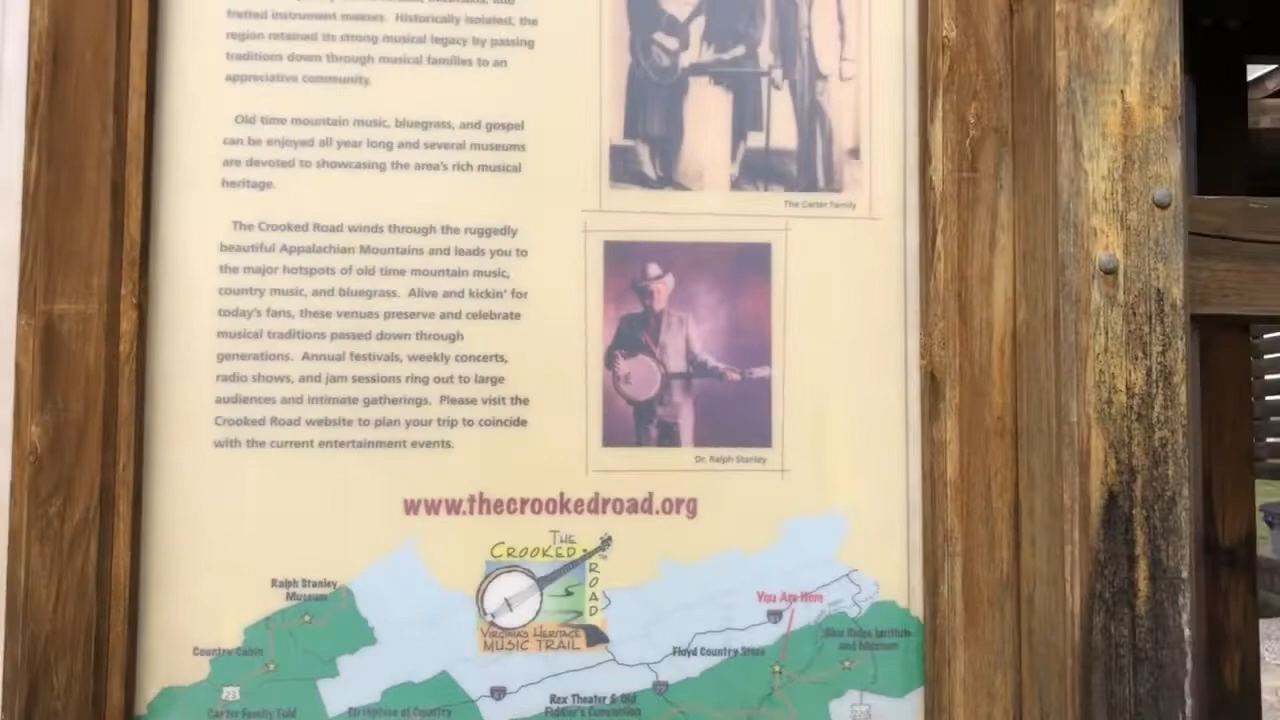 fretted instrument makers. Historically isolated, the
region retained its strong musical legacy by passing
traditions down through musical families to an
appreciative community.
Old time mountain music, bluegrass, and gospel
can be enjoyed all year long and several museums
are devoted to showcasing the area's rich musical
heritage.
The Crooked Road winds through the ruggedly
beautiful Appalachian Mountains and leads you to
the major hotspots of old time mountain music,
country music, and bluegrass. Alive and kickin' for
today's fans, these venues preserve and celebrate
musical traditions passed down through
generations. Annual festivals, weekly concerts,
radio shows, and jam sessions ring out to large
audiences and intimate gatherings. Please visit the
Crooked Road website to plan your trip to coincide
with the current entertainment events.
The Carter Family
Dr. Ralph Stanley
www.thecrookedroad.org
THE
CROOKED
ROAD
VIRGINIA'S HERITAGE
MUSIC TRAIL
Ralph Stanley
Museum
You Are Here
Country Cabin
Floyd Country Store
Blue Ridge Institute
and Museum
23
Rex Theater & Old
Fiddler's Convention
Carter Family Fold
Birthplace of Country